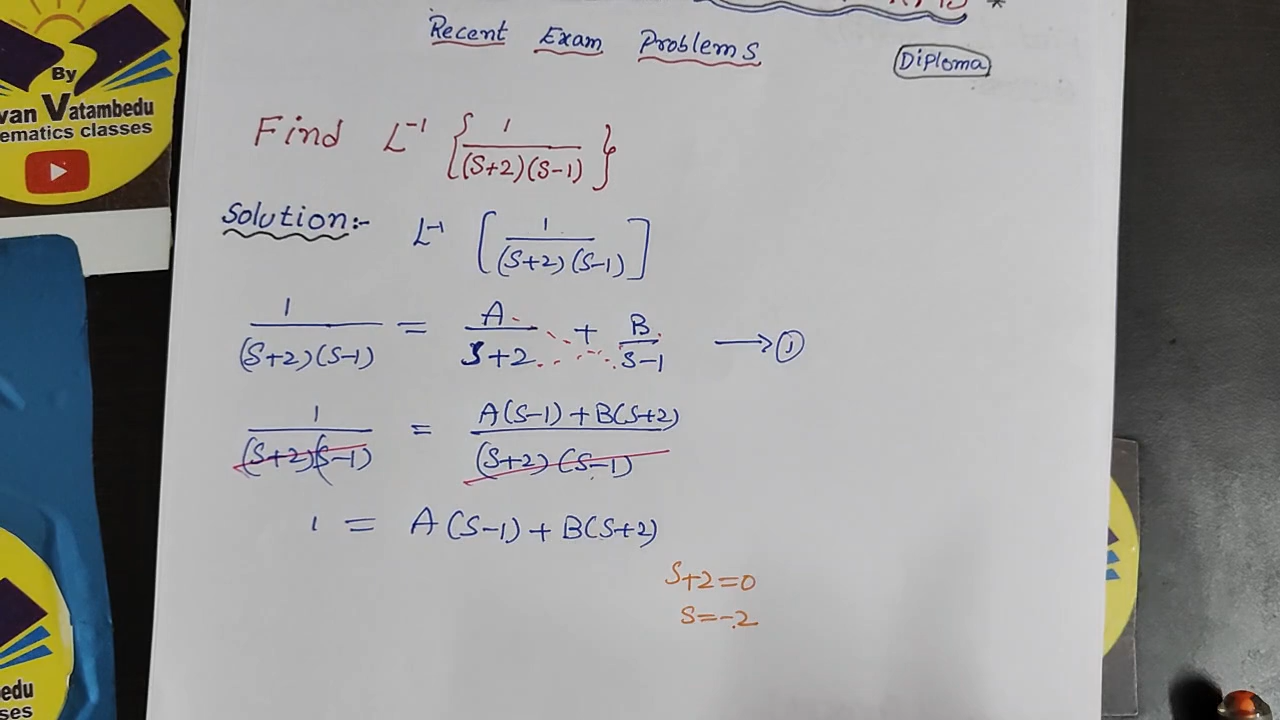 Recent Exam Problems
Diploma
By
van Vatambedu
ematics classes
Find L⁻¹ {1/((S+2)(S-1))}
Solution:- L⁻¹ [1/((S+2)(S-1))]
1/((S+2)(S-1)) = A/(S+2) + B/(S-1) → ①
1/((S+2)(S-1)) = (A(S-1)+B(S+2))/((S+2)(S-1))
1 = A(S-1)+B(S+2)
S+2=0
S=-2
edu
ses